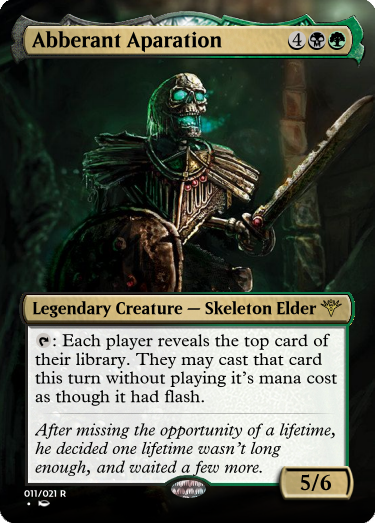 Abberant Aparation 4
Legendary Creature — Skeleton Elder
: Each player reveals the top card of
their library. They may cast that card
this turn without playing it's mana cost
as though it had flash.
After missing the opportunity of a lifetime,
he decided one lifetime wasn't long
enough, and waited a few more.
5/6
011/021 R